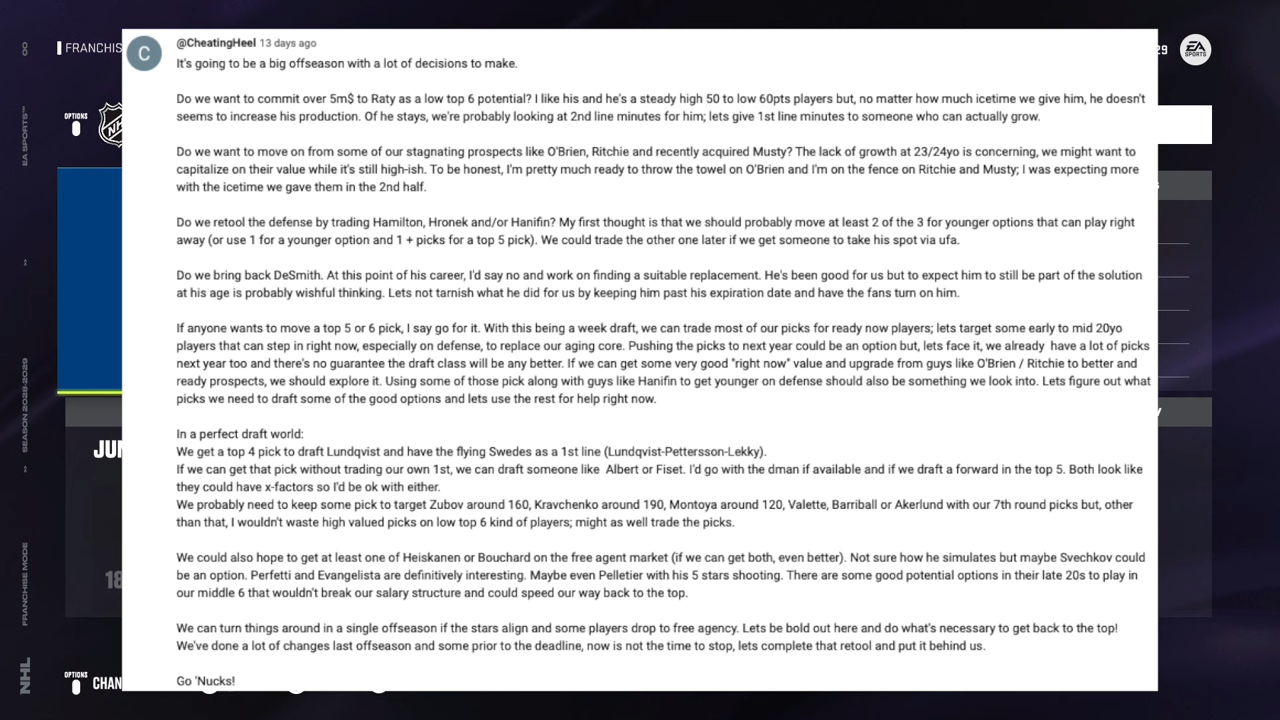 FRANCHIS
29
EA SPORTS
OPTIONS
NHL
EA SPORTS™
SEASON 2028-2029
FRANCHISE MODE
NHL
C
@CheatingHeel 13 days ago
It's going to be a big offseason with a lot of decisions to make.
Do we want to commit over 5m$ to Raty as a low top 6 potential? I like his and he's a steady high 50 to low 60pts players but, no matter how much icetime we give him, he doesn't
seems to increase his production. Of he stays, we're probably looking at 2nd line minutes for him; lets give 1st line minutes to someone who can actually grow.
Do we want to move on from some of our stagnating prospects like O'Brien, Ritchie and recently acquired Musty? The lack of growth at 23/24yo is concerning, we might want to
capitalize on their value while it's still high-ish. To be honest, I'm pretty much ready to throw the towel on O'Brien and I'm on the fence on Ritchie and Musty; I was expecting more
with the icetime we gave them in the 2nd half.
Do we retool the defense by trading Hamilton, Hronek and/or Hanifin? My first thought is that we should probably move at least 2 of the 3 for younger options that can play right
away (or use 1 for a younger option and 1 + picks for a top 5 pick). We could trade the other one later if we get someone to take his spot via ufa.
Do we bring back DeSmith. At this point of his career, I'd say no and work on finding a suitable replacement. He's been good for us but to expect him to still be part of the solution
at his age is probably wishful thinking. Lets not tarnish what he did for us by keeping him past his expiration date and have the fans turn on him.
If anyone wants to move a top 5 or 6 pick, I say go for it. With this being a week draft, we can trade most of our picks for ready now players; lets target some early to mid 20yo
players that can step in right now, especially on defense, to replace our aging core. Pushing the picks to next year could be an option but, lets face it, we already have a lot of picks
next year too and there's no guarantee the draft class will be any better. If we can get some very good "right now" value and upgrade from guys like O'Brien / Ritchie to better and
ready prospects, we should explore it. Using some of those pick along with guys like Hanifin to get younger on defense should also be something we look into. Lets figure out what
picks we need to draft some of the good options and lets use the rest for help right now.
In a perfect draft world:
We get a top 4 pick to draft Lundqvist and have the flying Swedes as a 1st line (Lundqvist-Pettersson-Lekky).
If we can get that pick without trading our own 1st, we can draft someone like Albert or Fiset. I'd go with the dman if available and if we draft a forward in the top 5. Both look like
they could have x-factors so I'd be ok with either.
We probably need to keep some pick to target Zubov around 160, Kravchenko around 190, Montoya around 120, Valette, Barriball or Akerlund with our 7th round picks but, other
than that, I wouldn't waste high valued picks on low top 6 kind of players; might as well trade the picks.
We could also hope to get at least one of Heiskanen or Bouchard on the free agent market (if we can get both, even better). Not sure how he simulates but maybe Svechkov could
be an option. Perfetti and Evangelista are definitively interesting. Maybe even Pelletier with his 5 stars shooting. There are some good potential options in their late 20s to play in
our middle 6 that wouldn't break our salary structure and could speed our way back to the top.
We can turn things around in a single offseason if the stars align and some players drop to free agency. Lets be bold out here and do what's necessary to get back to the top!
We've done a lot of changes last offseason and some prior to the deadline, now is not the time to stop, lets complete that retool and put it behind us.
Go 'Nucks!
JUN
18
OPTIONS
CHAN